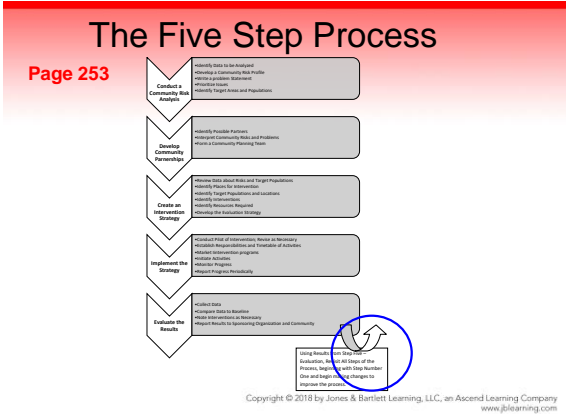 The Five Step Process
Page 253
Conduct a
Community Risk
Analysis
•Identify Data to be Analyzed
•Develop a Community Risk Profile
•Write a problem Statement
•Prioritize Issues
•Identify Target Areas and Populations
Develop
Community
Parnerships
•Identify Possible Partners
•Interpret Community Risks and Problems
•Form a Community Planning Team
Create an
Intervention
Strategy
•Review Data about Risks and Target Populations
•Identify Places for Intervention
•Identify Target Populations and Locations
•Identify Interventions
•Identify Resources Required
•Develop the Evaluation Strategy
Implement the
Strategy
•Conduct Pilot of Intervention; Revise as Necessary
•Establish Responsibilities and Timetable of Activities
•Market Intervention programs
•Initiate Activities
•Monitor Progress
•Report Progress Periodically
Evaluate the
Results
•Collect Data
•Compare Data to Baseline
•Note Interventions as Necessary
•Report Results to Sponsoring Organization and Community
Using Results from Step Five –
Evaluation, Revisit All Steps of the
Process, beginning with Step Number
One and begin making changes to
improve the process.
Copyright © 2018 by Jones & Bartlett Learning, LLC, an Ascend Learning Company
www.jblearning.com